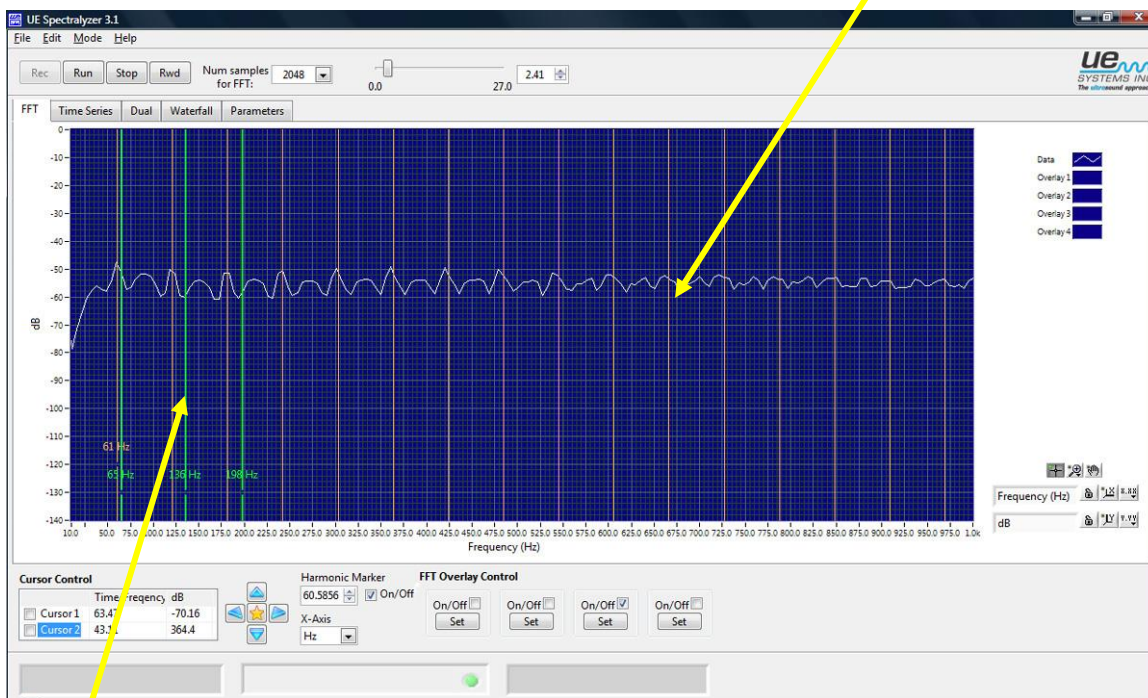 UE Spectralyzer 3.1
File Edit Mode Help
Rec Run Stop Rwd Num samples for FFT: 2048 0.0 27.0 2.41
ue
SYSTEMS INC
The ultrasound approach
FFT Time Series Dual Waterfall Parameters
0
-10
-20
-30
-40
-50
-60
-70
-80
-90
-100
-110
-120
-130
-140
dB
61 Hz
65 Hz 136 Hz 198 Hz
10.0 50.0 75.0 100.0 125.0 150.0 175.0 200.0 225.0 250.0 275.0 300.0 325.0 350.0 375.0 400.0 425.0 450.0 475.0 500.0 525.0 550.0 575.0 600.0 625.0 650.0 675.0 700.0 725.0 750.0 775.0 800.0 825.0 850.0 875.0 900.0 925.0 950.0 975.0 1.0k
Frequency (Hz)
Data
Overlay 1
Overlay 2
Overlay 3
Overlay 4
Frequency (Hz)
dB
Cursor Control
dB
Cursor 1 -70.16
Cursor 2 364.4
Harmonic Marker
60.5856 On/Off
X-Axis
Hz
FFT Overlay Control
On/Off On/Off On/Off On/Off
Set Set Set Set